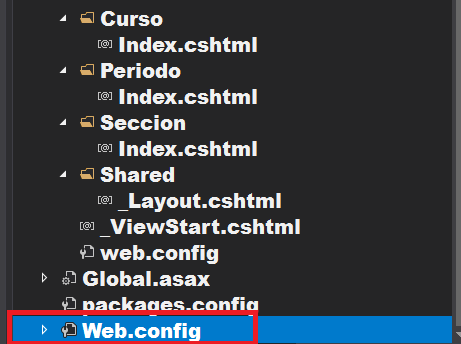 Curso
Index.cshtml
Periodo
Index.cshtml
Seccion
Index.cshtml
Shared
_Layout.cshtml
_ViewStart.cshtml
web.config
Global.asax
packages.config
Web.config